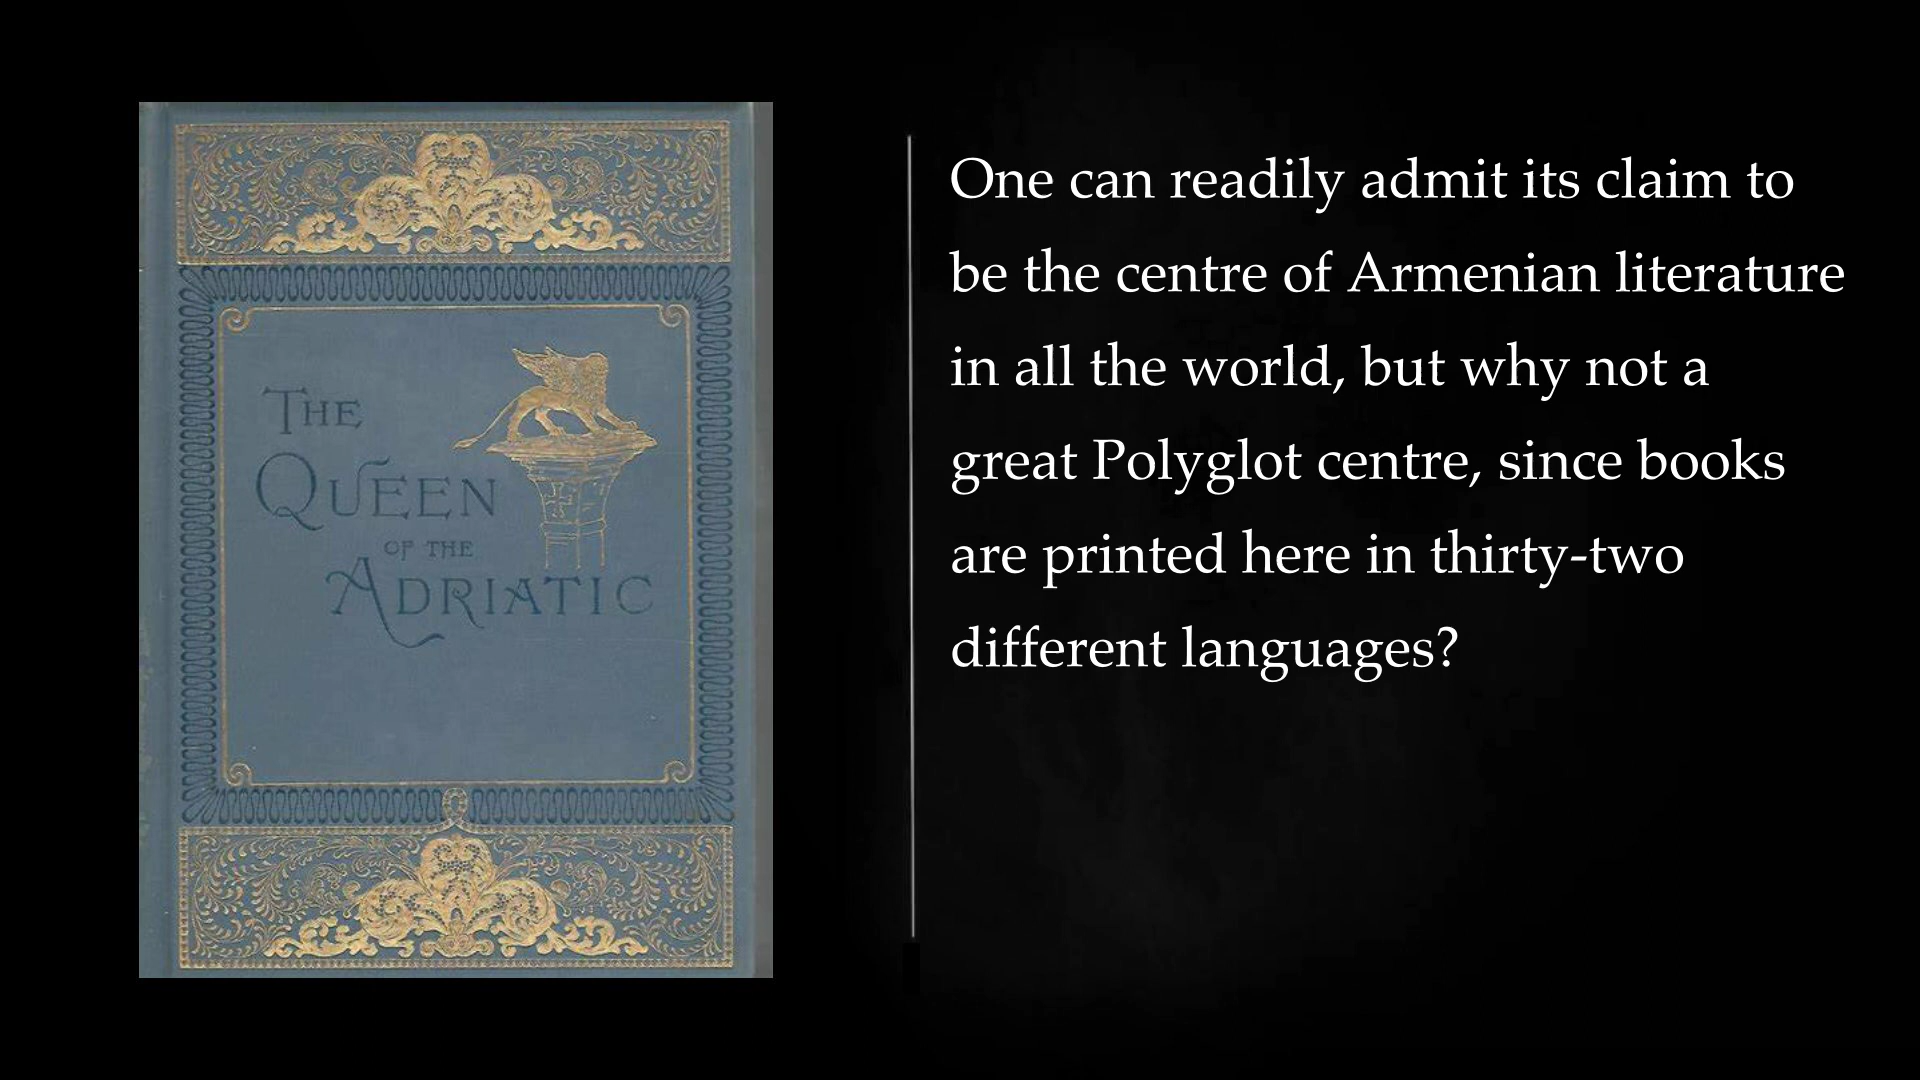 THE
QUEEN
OF THE
ADRIATIC
One can readily admit its claim to
be the centre of Armenian literature
in all the world, but why not a
great Polyglot centre, since books
are printed here in thirty-two
different languages?